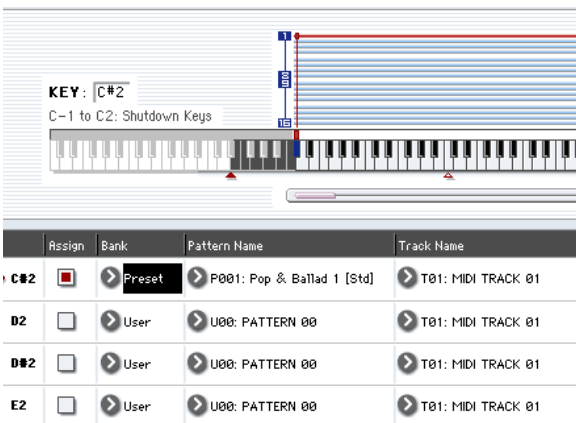 1
KEY: C#2
C-1 to C2: Shutdown Keys
16
Assign Bank Pattern Name Track Name
C#2 Preset P001: Pop & Ballad 1 [Std] T01: MIDI TRACK 01
D2 User U00: PATTERN 00 T01: MIDI TRACK 01
D#2 User U00: PATTERN 00 T01: MIDI TRACK 01
E2 User U00: PATTERN 00 T01: MIDI TRACK 01